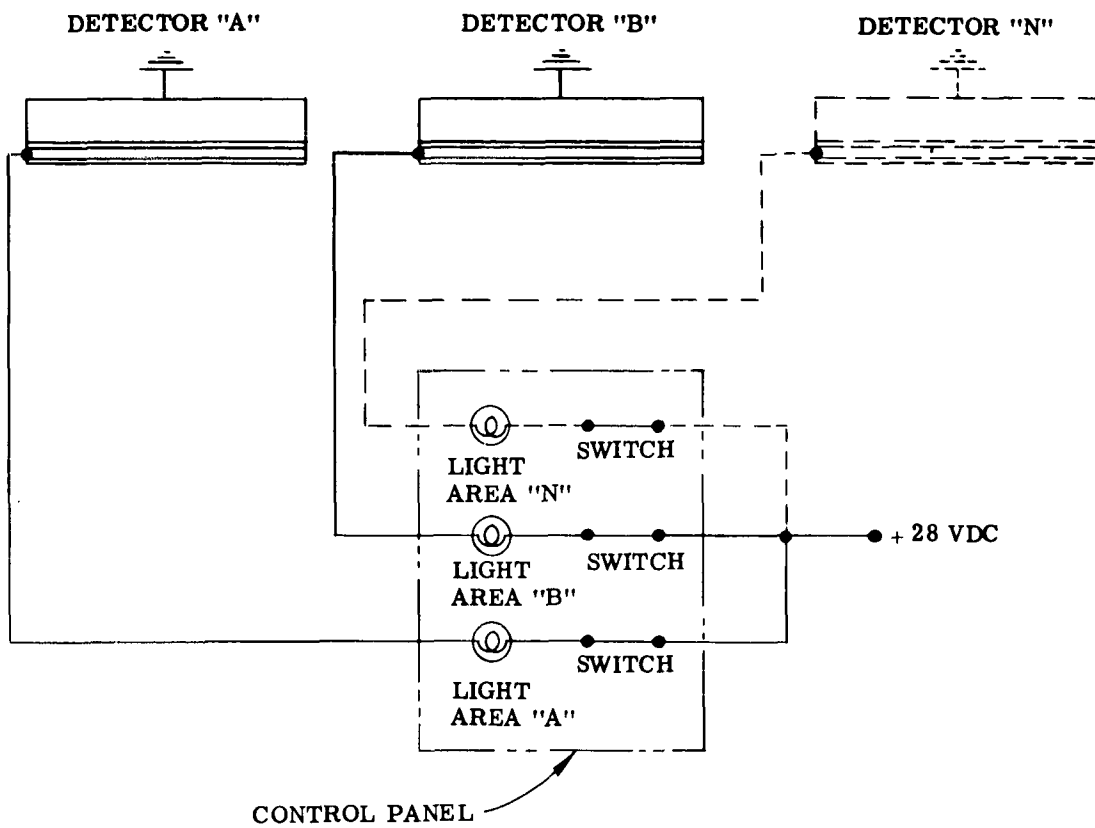 DETECTOR "A"
DETECTOR "B"
DETECTOR "N"
SWITCH
LIGHT
AREA "N"
+ 28 VDC
SWITCH
LIGHT
AREA "B"
SWITCH
LIGHT
AREA "A"
CONTROL PANEL